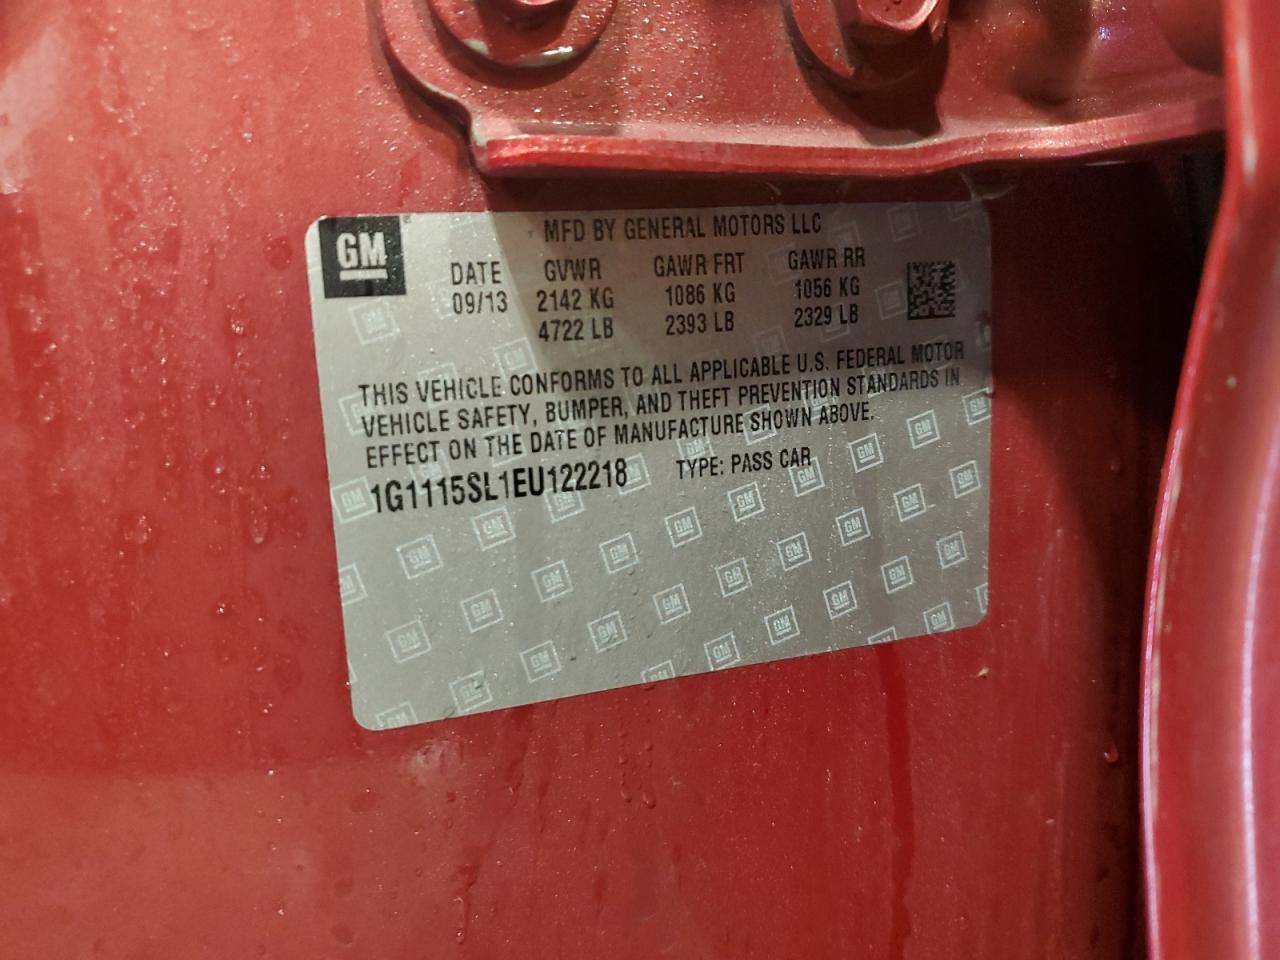 GM
MFD BY GENERAL MOTORS LLC
DATE GVWR GAWR FRT GAWR RR
09/13 2142 KG 1086 KG 1056 KG
4722 LB 2393 LB 2329 LB
THIS VEHICLE CONFORMS TO ALL APPLICABLE U.S. FEDERAL MOTOR
VEHICLE SAFETY, BUMPER, AND THEFT PREVENTION STANDARDS IN
EFFECT ON THE DATE OF MANUFACTURE SHOWN ABOVE.
1G1115SL1EU122218 TYPE: PASS CAR